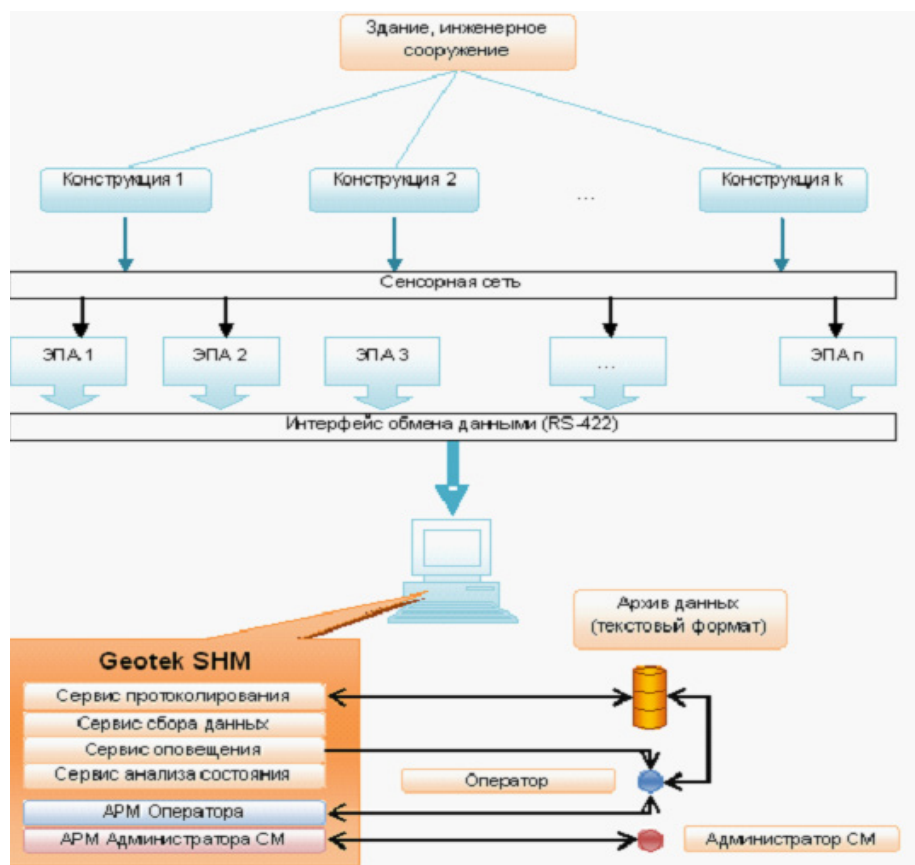 Здание, инженерное
сооружение
Конструкция 1
Конструкция 2
...
Конструкция k
Сенсорная сеть
ЭПА 1
ЭПА 2
ЭПА 3
...
ЭПА n
Интерфейс обмена данными (RS-422)
Архив данных
(текстовый формат)
Geotek SHM
Сервис протоколирования
Сервис сбора данных
Сервис оповещения
Сервис анализа состояния
Оператор
АРМ Оператора
АРМ Администратора СМ
Администратор СМ